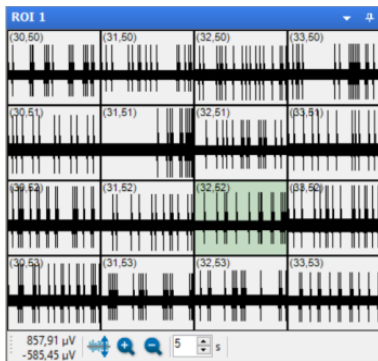 ROI 1
(30,50) (31,50) (32,50) (33,50)
(30,51) (31,51) (32,51) (33,51)
(30,52) (31,52) (32,52) (33,52)
(30,53) (31,53) (32,53) (33,53)
857,91 µV
-585,45 µV
5 s